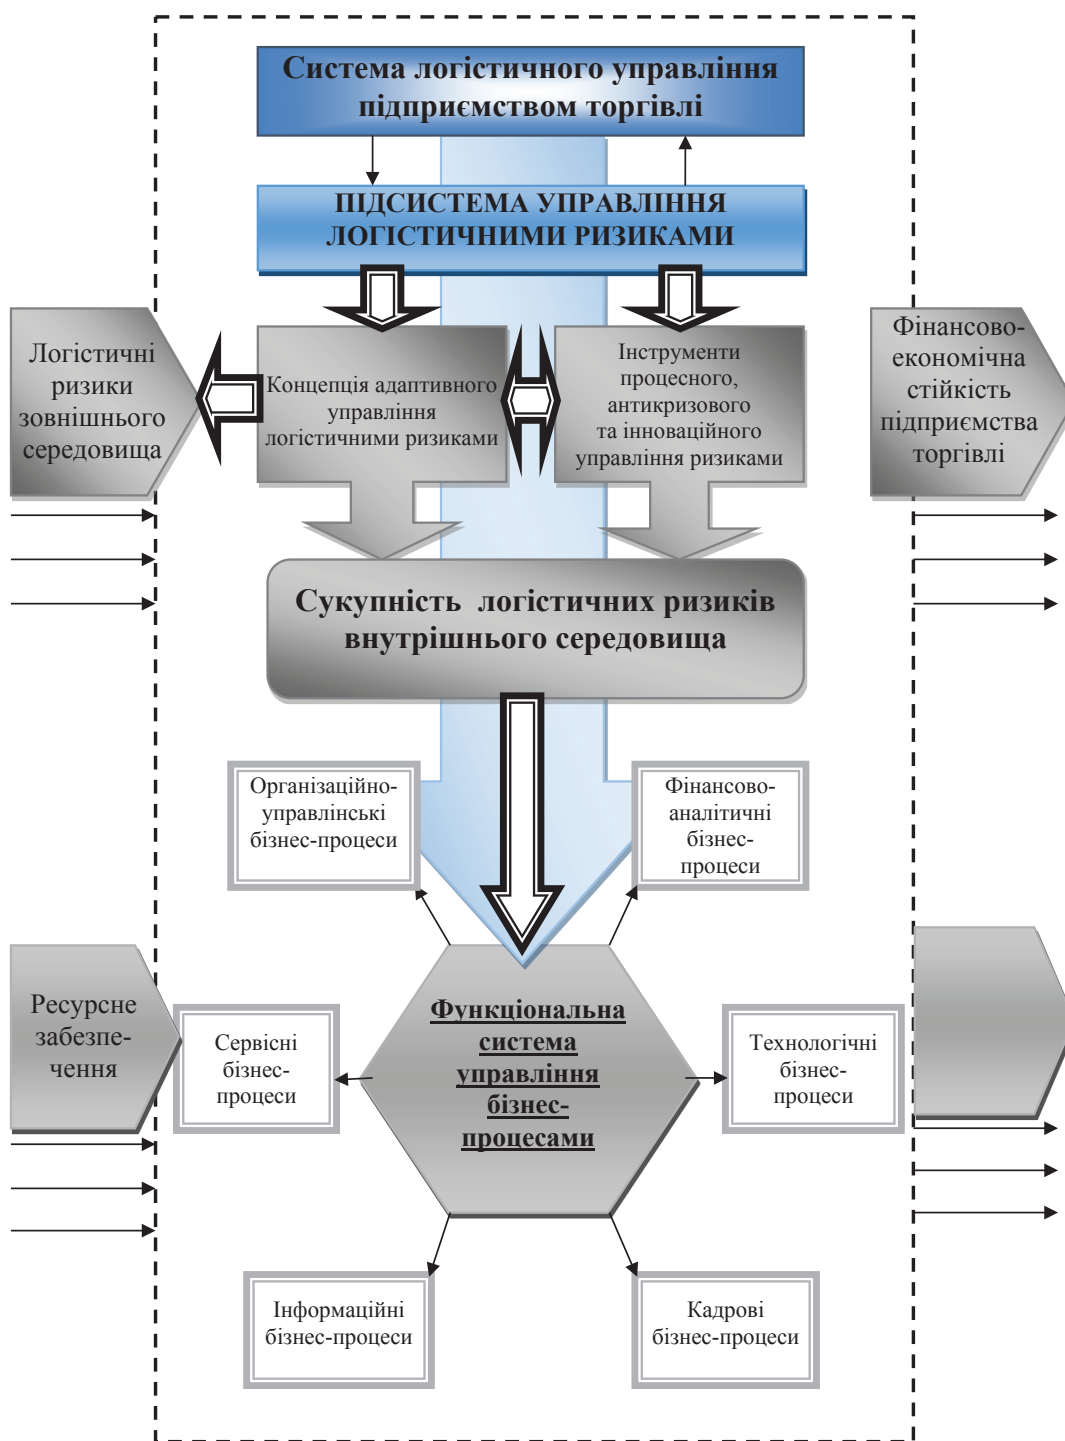 Система логістичного управління
підприємством торгівлі
ПІДСИСТЕМА УПРАВЛІННЯ
ЛОГІСТИЧНИМИ РИЗИКАМИ
Логістичні
ризики
зовнішнього
середовища
Концепція адаптивного
управління
логістичними ризиками
Інструменти
процесного,
антикризового
та інноваційного
управління ризиками
Фінансово-
економічна
стійкість
підприємства
торгівлі
Сукупність логістичних ризиків
внутрішнього середовища
Організаційно-
управлінські
бізнес-процеси
Фінансово-
аналітичні
бізнес-
процеси
Ресурсне
забезпе-
чення
Сервісні
бізнес-
процеси
Функціональна
система
управління
бізнес-
процесами
Технологічні
бізнес-
процеси
Інформаційні
бізнес-процеси
Кадрові
бізнес-процеси